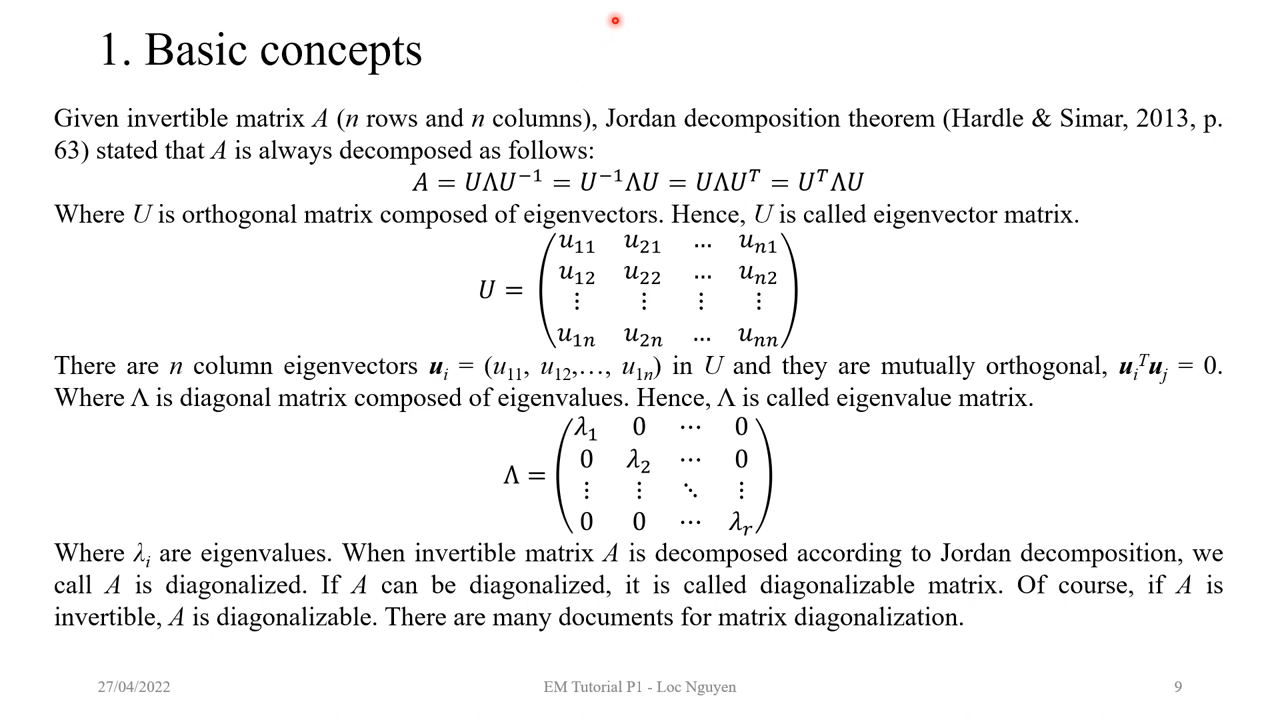 1. Basic concepts
Given invertible matrix A (n rows and n columns), Jordan decomposition theorem (Hardle & Simar, 2013, p.
63) stated that A is always decomposed as follows:
A = UΛU⁻¹ = U⁻¹ΛU = UΛUᵀ = UᵀΛU
Where U is orthogonal matrix composed of eigenvectors. Hence, U is called eigenvector matrix.
u₁₁ u₂₁ … uₙ₁
u₁₂ u₂₂ … uₙ₂
U =
⋮ ⋮ ⋮ ⋮
u₁ₙ u₂ₙ … uₙₙ
There are n column eigenvectors uᵢ = (u₁₁, u₁₂,…, u₁ₙ) in U and they are mutually orthogonal, uᵢᵀuⱼ = 0.
Where Λ is diagonal matrix composed of eigenvalues. Hence, Λ is called eigenvalue matrix.
λ₁ 0 ⋯ 0
0 λ₂ ⋯ 0
Λ =
⋮ ⋮ ⋱ ⋮
0 0 ⋯ λᵣ
Where λᵢ are eigenvalues. When invertible matrix A is decomposed according to Jordan decomposition, we
call A is diagonalized. If A can be diagonalized, it is called diagonalizable matrix. Of course, if A is
invertible, A is diagonalizable. There are many documents for matrix diagonalization.
27/04/2022
EM Tutorial P1 - Loc Nguyen
9